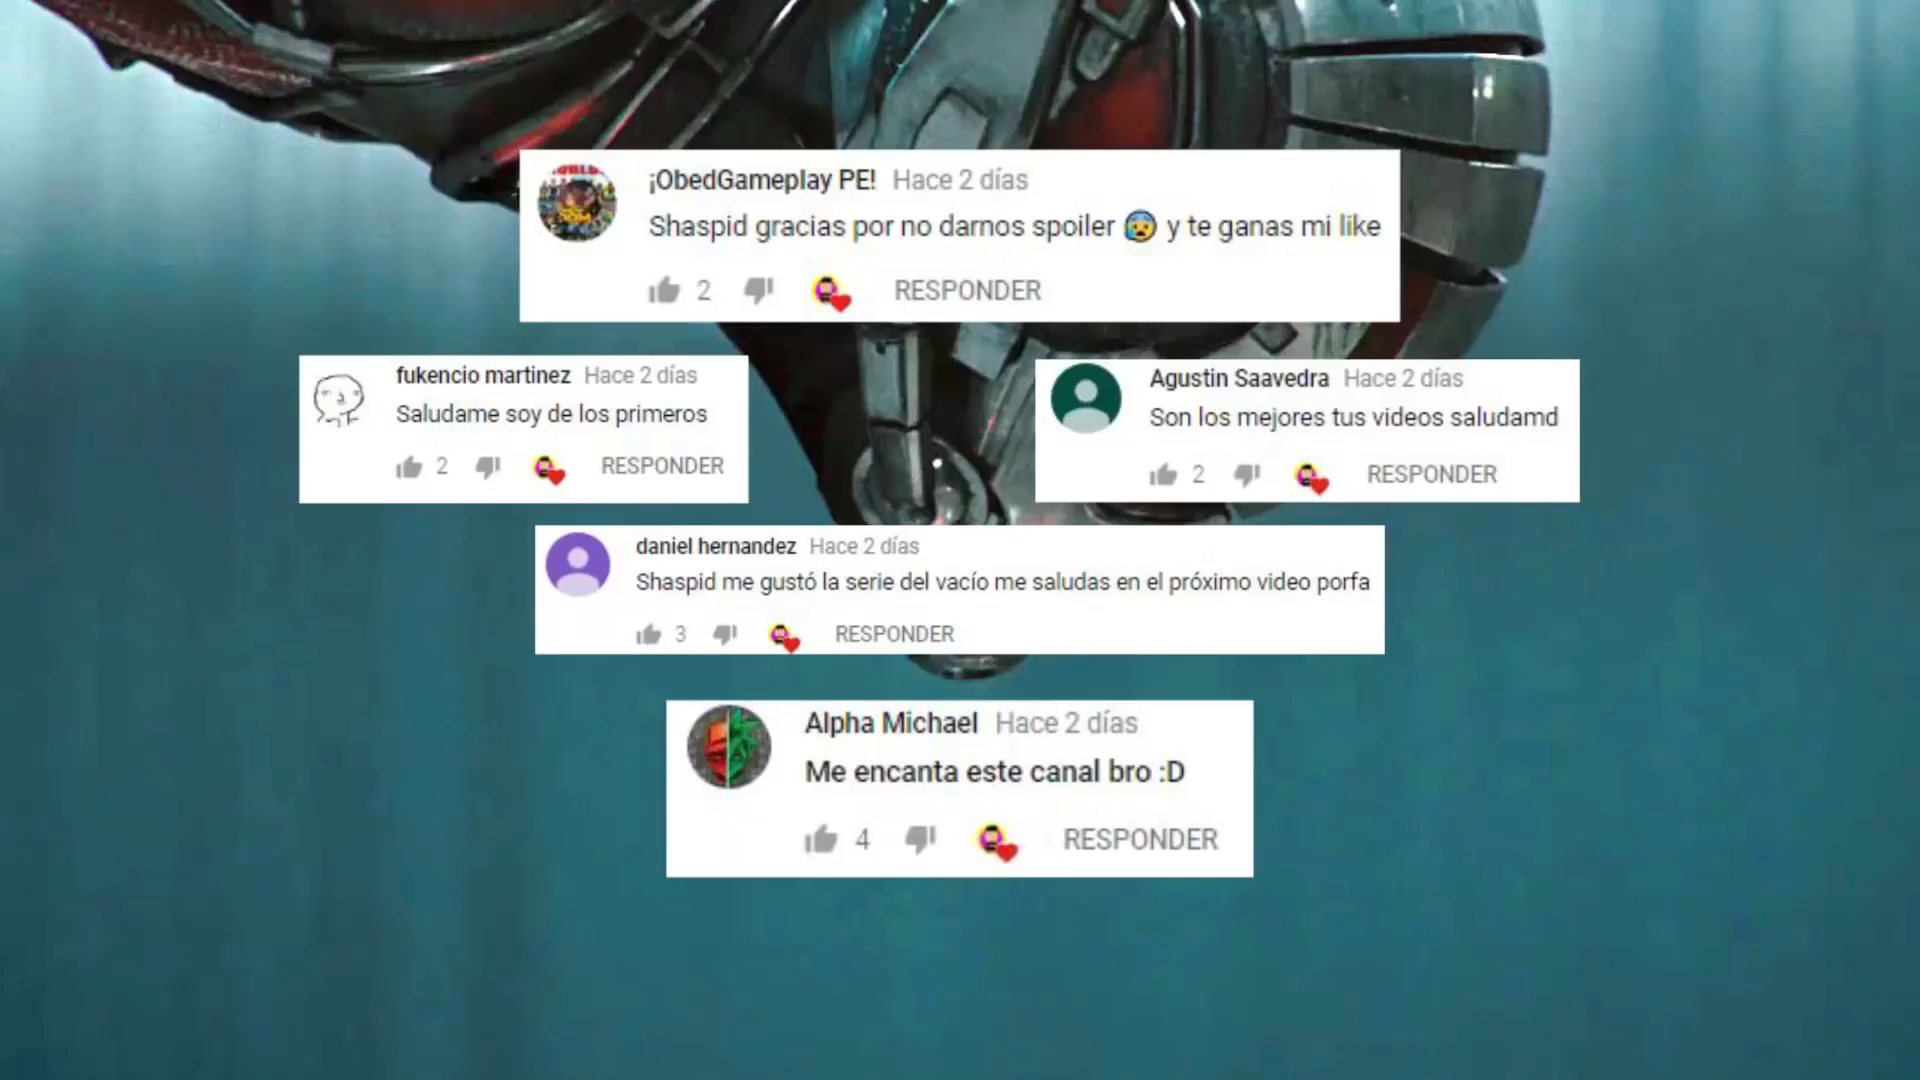 ¡ObedGameplay PE! Hace 2 días
Shaspid gracias por no darnos spoiler 😰 y te ganas mi like
2 RESPONDER
fukencio martinez Hace 2 días
Saludame soy de los primeros
2 RESPONDER
Agustin Saavedra Hace 2 días
Son los mejores tus videos saludamd
2 RESPONDER
daniel hernandez Hace 2 días
Shaspid me gustó la serie del vacío me saludas en el próximo video porfa
3 RESPONDER
Alpha Michael Hace 2 días
Me encanta este canal bro :D
4 RESPONDER